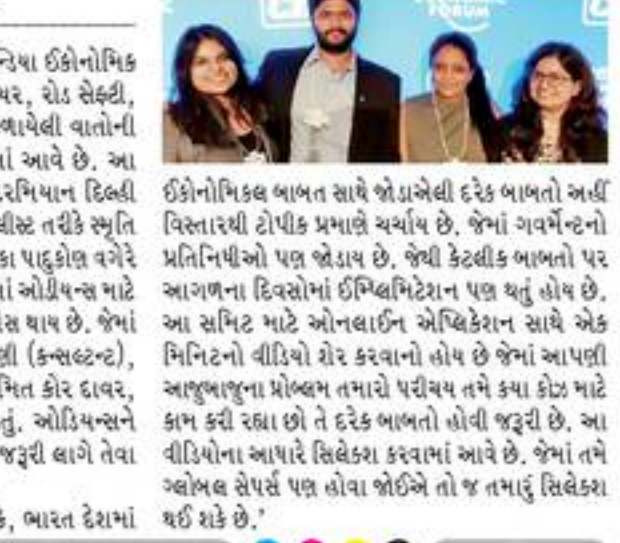 FORUM
ન્ડિયા ઈકોનોમિક
યર, રોડ સેફ્ટી,
ળાયેલી વાતોની
માં આવે છે. આ
દરમિયાન દિલ્હી
લીસ્ટ તરીકે સ્મૃતિ
કા પાદુકોણ વગેરે
માં ઓડીયન્સ માટે
સ થાય છે. જેમાં
ણી (કન્સલ્ટન્ટ),
મિત કોર દાવર,
તું. ઓડિયન્સને
જરૂરી લાગે તેવા
કે, ભારત દેશમાં
ઈકોનોમિકલ બાબત સાથે જોડાએલી દરેક બાબતો અહીં
વિસ્તારથી ટોપીક પ્રમાણે ચર્ચાય છે. જેમાં ગવર્મેન્ટનો
પ્રતિનિધીઓ પણ જોડાય છે. જેથી કેટલીક બાબતો પર
આગળના દિવસોમાં ઈમ્પ્લિમિટેશન પણ થતું હોય છે.
આ સમિટ માટે ઓનલાઈન એપ્લિકેશન સાથે એક
મિનિટનો વીડિયો શેર કરવાનો હોય છે જેમાં આપણી
આજુબાજુના પ્રોબ્લમ તમારો પરીચય તમે કયા કોઝ માટે
કામ કરી રહ્યા છો તે દરેક બાબતો હોવી જરૂરી છે. આ
વીડિયોના આધારે સિલેક્શ કરવામાં આવે છે. જેમાં તમે
ગ્લોબલ સેપર્સ પણ હોવા જોઈએ તો જ તમારું સિલેક્શ
થઈ શકે છે.'